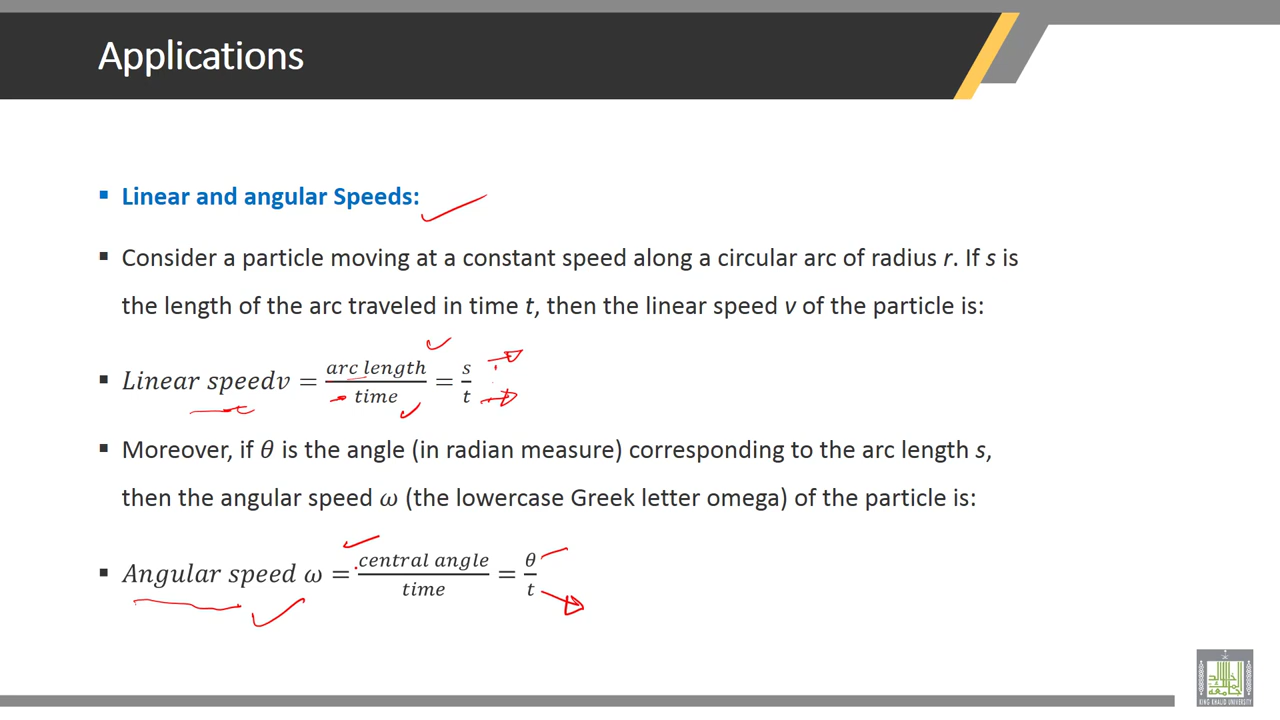 Applications
Linear and angular Speeds:
Consider a particle moving at a constant speed along a circular arc of radius r. If s is
the length of the arc traveled in time t, then the linear speed v of the particle is:
Linear speedv = arc length / time = s / t
Moreover, if θ is the angle (in radian measure) corresponding to the arc length s,
then the angular speed ω (the lowercase Greek letter omega) of the particle is:
Angular speed ω = central angle / time = θ / t
KING KHALID UNIVERSITY